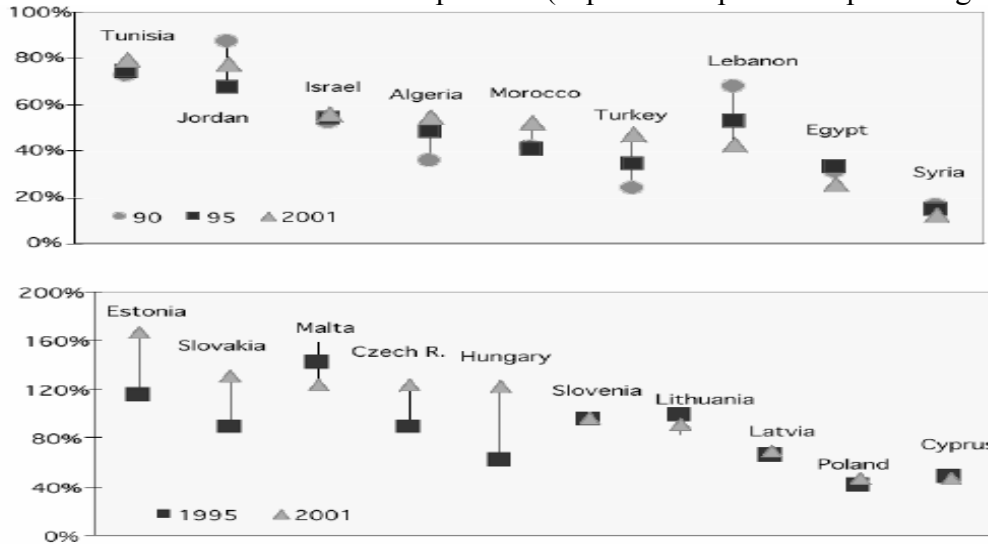 100%
Tunisia
80%
Lebanon
Israel
Algeria
Morocco
60%
Jordan
Turkey
Egypt
40%
Syria
20%
90 95 2001
0%
200%
Estonia
Malta
Slovakia
Czech R.
Hungary
160%
120%
Slovenia
Lithuania
80%
Latvia
Cyprus
Poland
40%
1995 2001
0%